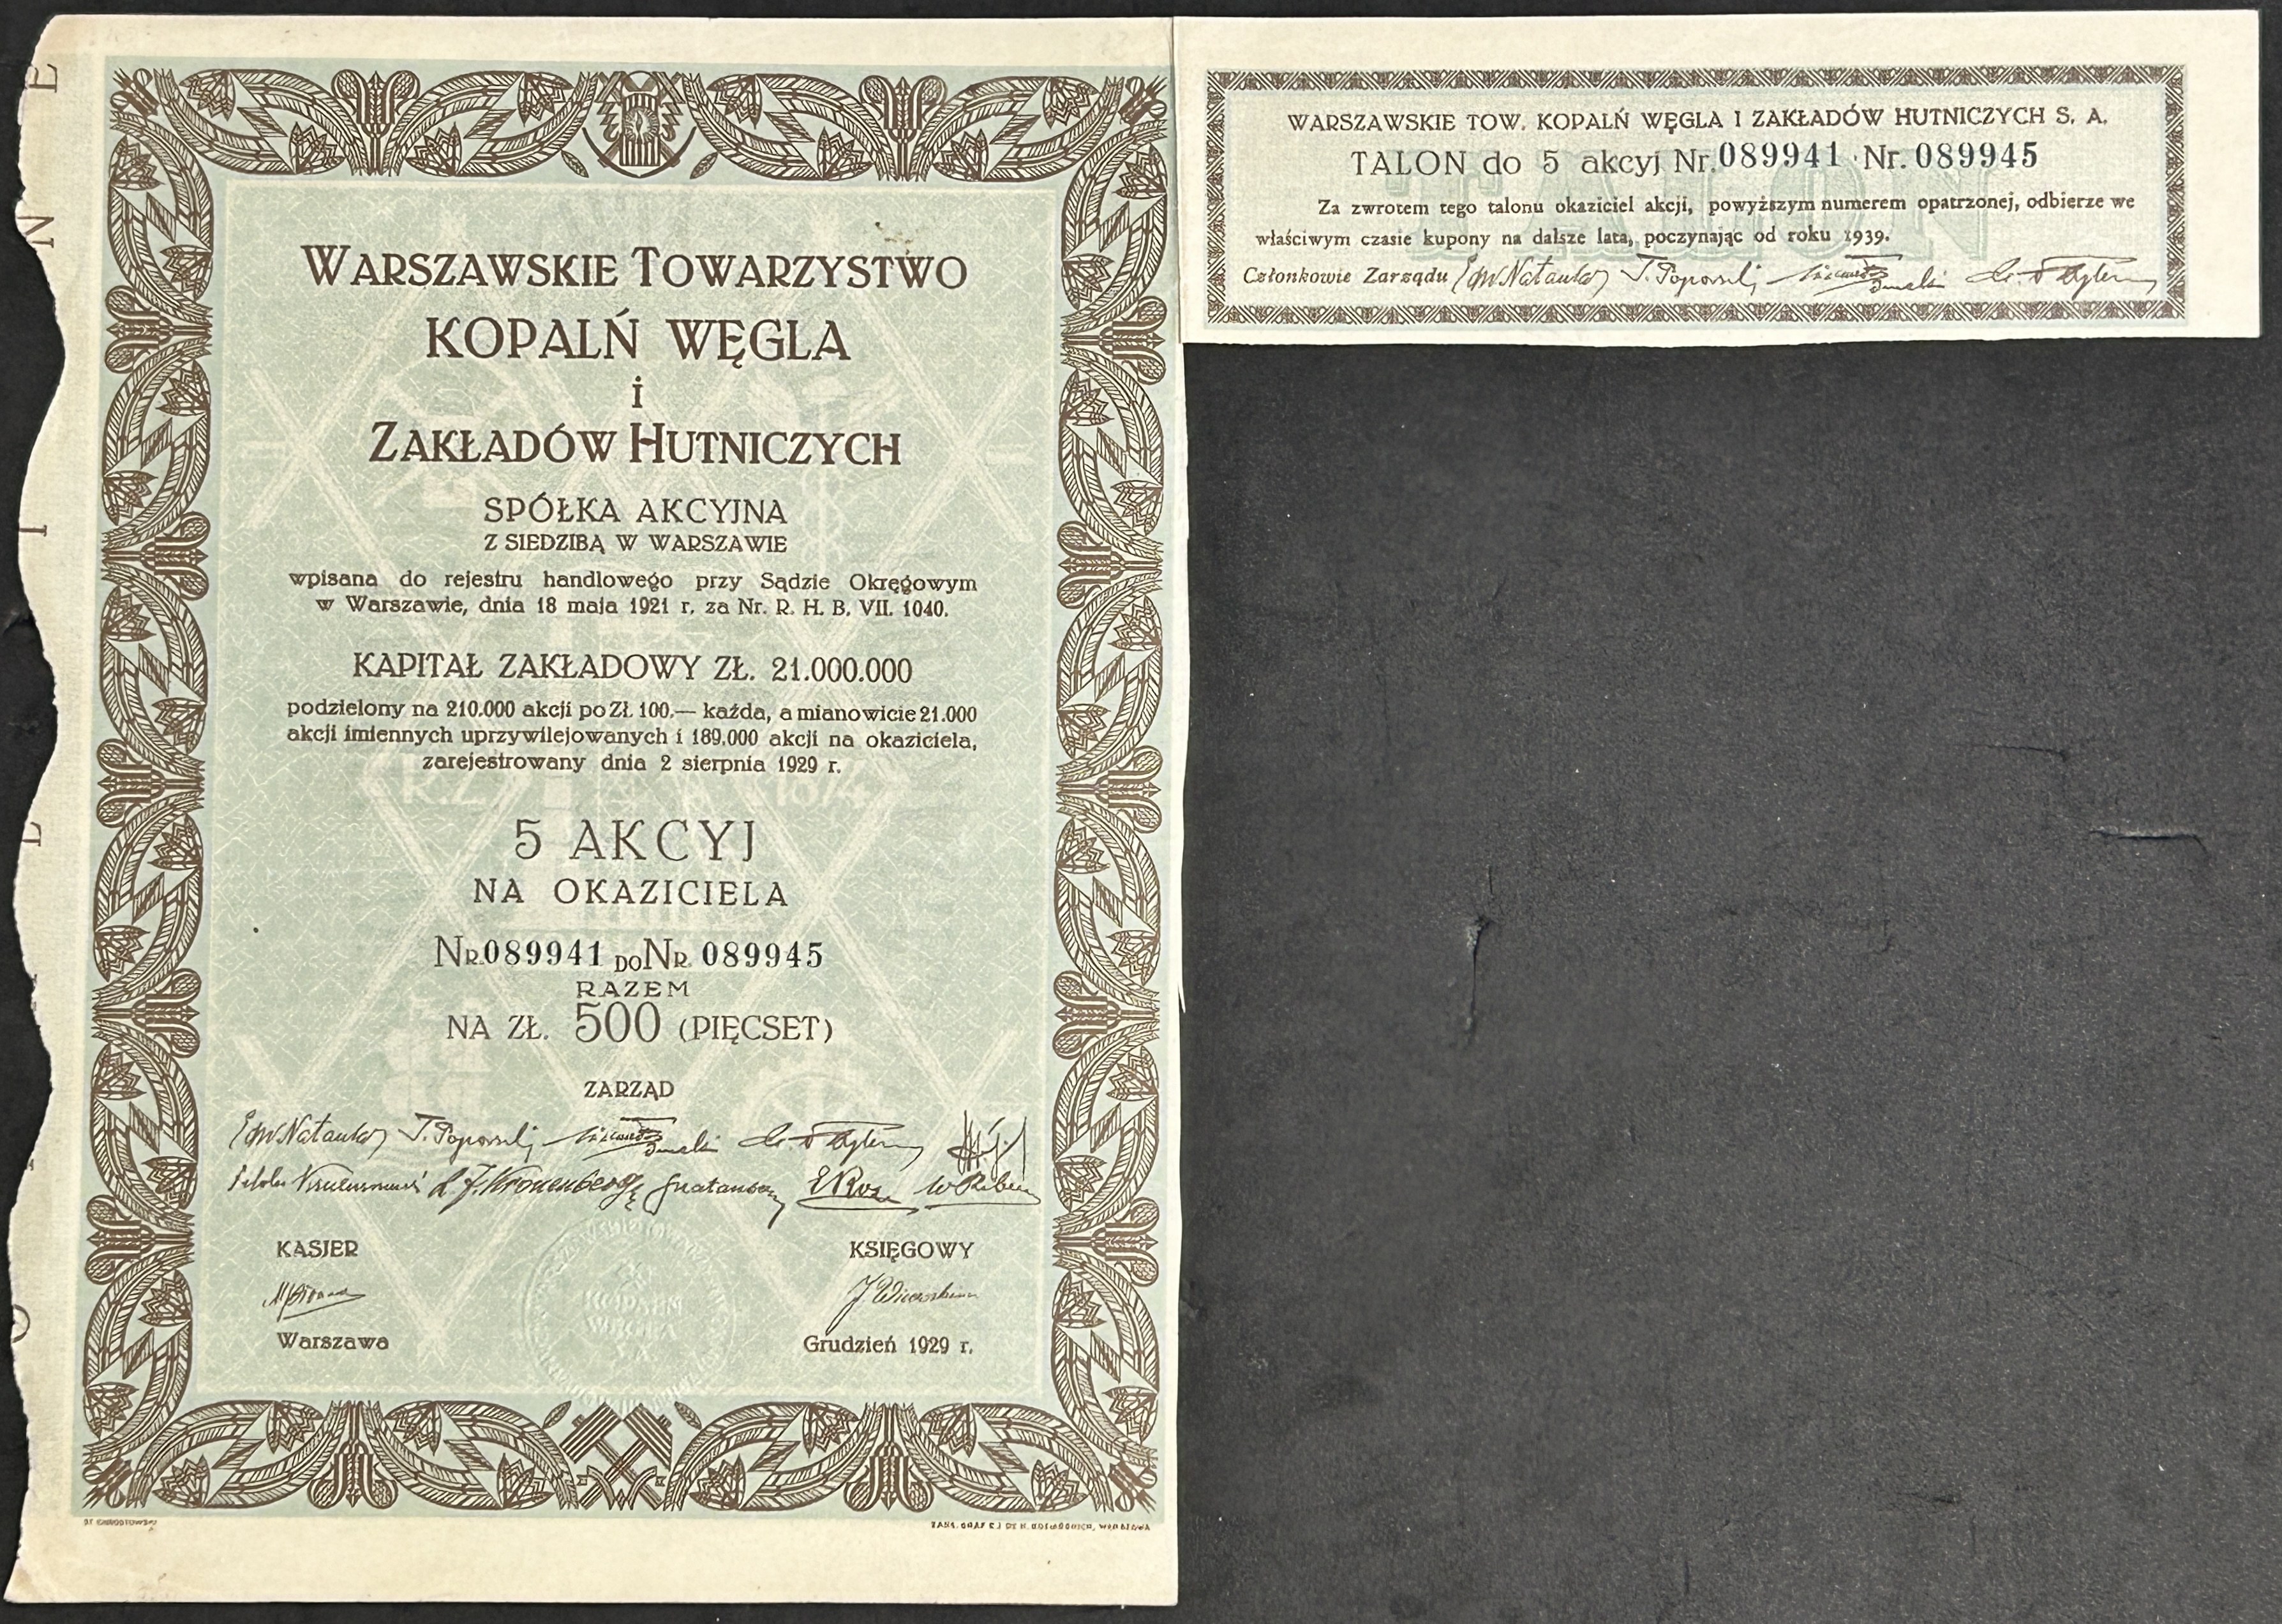 WARSZAWSKIE TOWARZYSTWO
KOPALŃ WĘGLA
i
ZAKŁADÓW HUTNICZYCH
SPÓŁKA AKCYJNA
Z SIEDZIBĄ W WARSZAWIE
wpisana do rejestru handlowego przy Sądzie Okręgowym
w Warszawie, dnia 18 maja 1921 r. za Nr. R. H. B. VII. 1040.
KAPITAŁ ZAKŁADOWY ZŁ. 21.000.000
podzielony na 210.000 akcji po Zł. 100.— każda, a mianowicie 21.000
akcji imiennych uprzywilejowanych i 189.000 akcji na okaziciela,
zarejestrowany dnia 2 sierpnia 1929 r.
5 AKCYJ
NA OKAZICIELA
NR. 089941 DO NR. 089945
RAZEM
NA ZŁ. 500 (PIĘCSET)
ZARZĄD
KASJER
KSIĘGOWY
Warszawa
Grudzień 1929 r.
KOPALŃ
WĘGLA
WARSZAWSKIE TOW. KOPALŃ WĘGLA I ZAKŁADÓW HUTNICZYCH S. A.
TALON do 5 akcyj Nr. 089941 · Nr. 089945
Za zwrotem tego talonu okaziciel akcji, powyższym numerem opatrzonej, odbierze we
właściwym czasie kupony na dalsze lata, poczynając od roku 1939.
Członkowie Zarządu